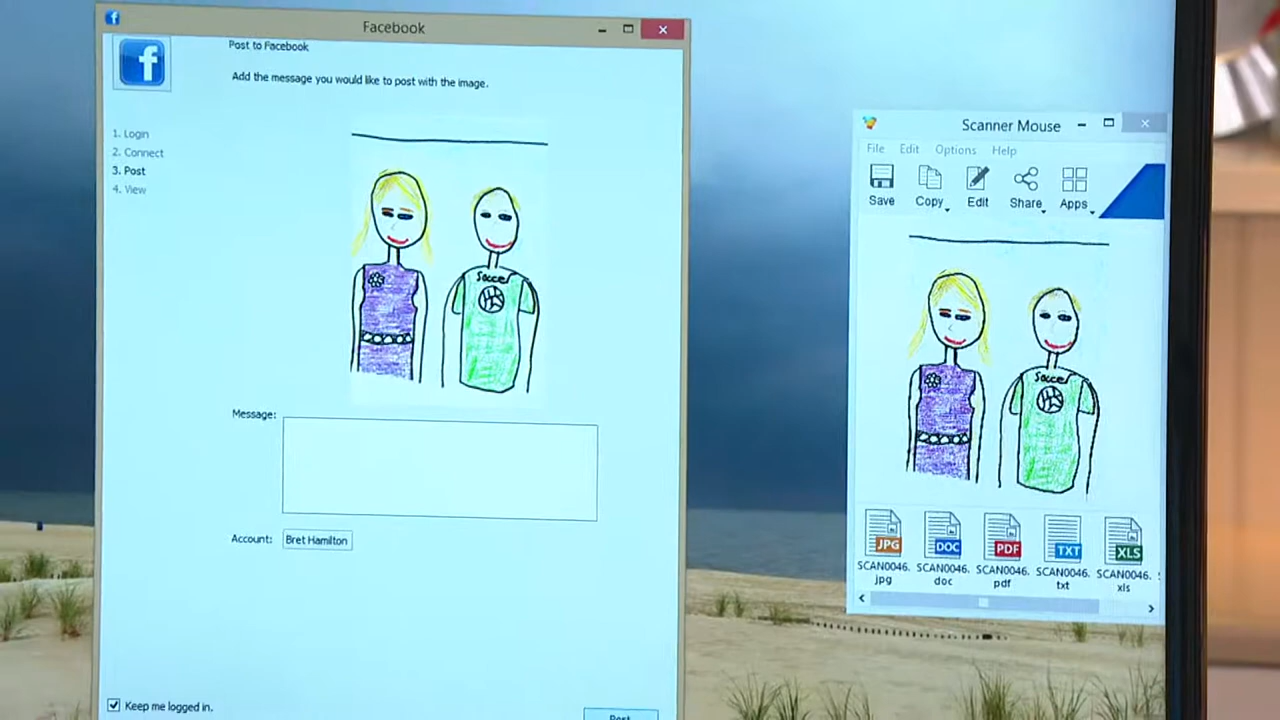 Facebook
Post to Facebook
Add the message you would like to post with the image.
1. Login
2. Connect
3. Post
4. View
Soccer
Message:
Account: Bret Hamilton
Keep me logged in.
Post
Scanner Mouse
File Edit Options Help
Save Copy Edit Share Apps
Soccer
JPG DOC PDF TXT XLS
SCAN0046.jpg
SCAN0046.doc
SCAN0046.pdf
SCAN0046.txt
SCAN0046.xls